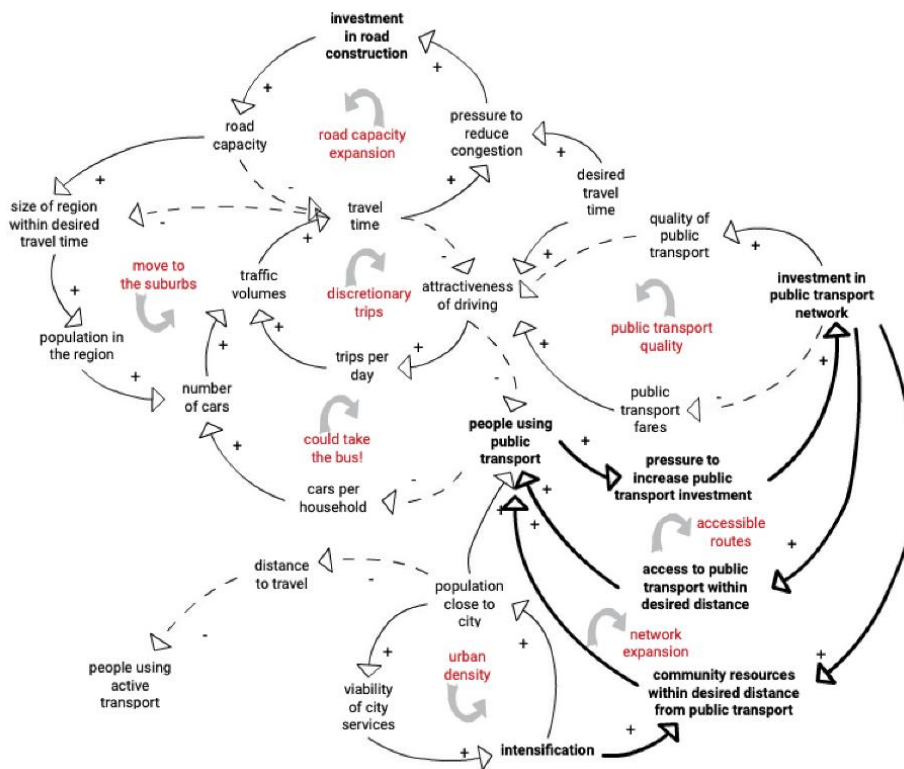 investment
in road
construction
+
+
road
capacity
road capacity
expansion
pressure to
reduce
congestion
+
desired
travel
time
+
-
+
size of region
within desired
travel time
-
travel
time
+
quality of
public
transport
+
move to
the suburbs
traffic
volumes
discretionary
trips
-
attractiveness
of driving
+
investment in
public transport
network
+
population in
the region
+
+
trips per
day
+
public transport
quality
+
+
number
of cars
+
-
public
transport
fares
-
could take
the bus!
people using
public
transport
+
pressure to
increase public
transport investment
+
cars per
household
-
+
+
+
accessible
routes
distance
to travel
-
population
close to
city
access to public
transport within
desired distance
+
people using
active
transport
-
+
urban
density
+
network
expansion
+
viability
of city
services
community resources
within desired distance
from public transport
+
intensification
+